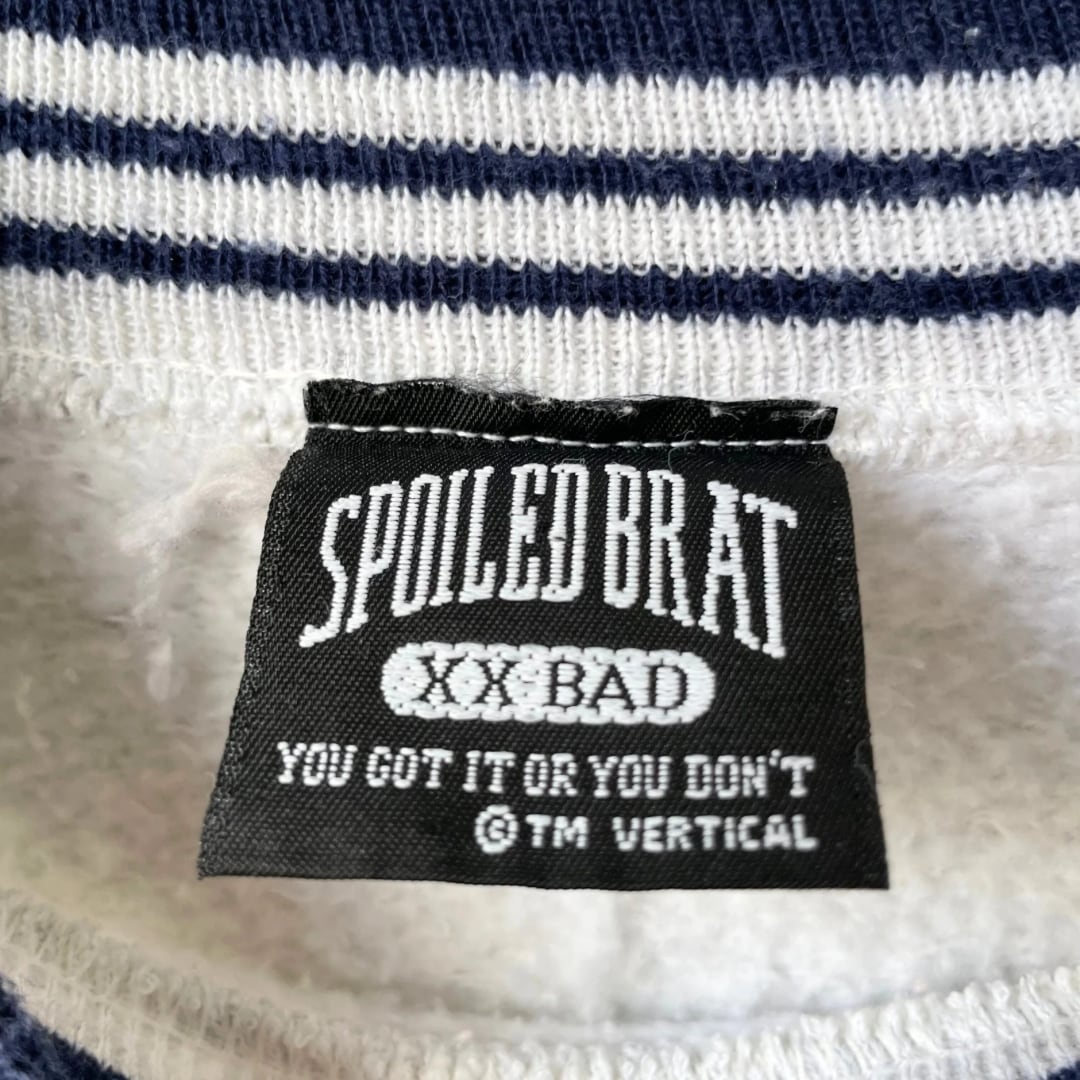 SPOILED BRAT
XX-BAD
YOU GOT IT OR YOU DON'T
©TM VERTICAL